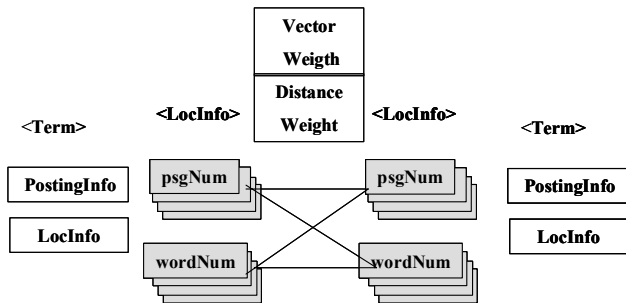 Vector
Weigth
Distance
Weight
<LocInfo>
<LocInfo>
<Term>
<Term>
PostingInfo
psgNum
psgNum
PostingInfo
LocInfo
LocInfo
wordNum
wordNum